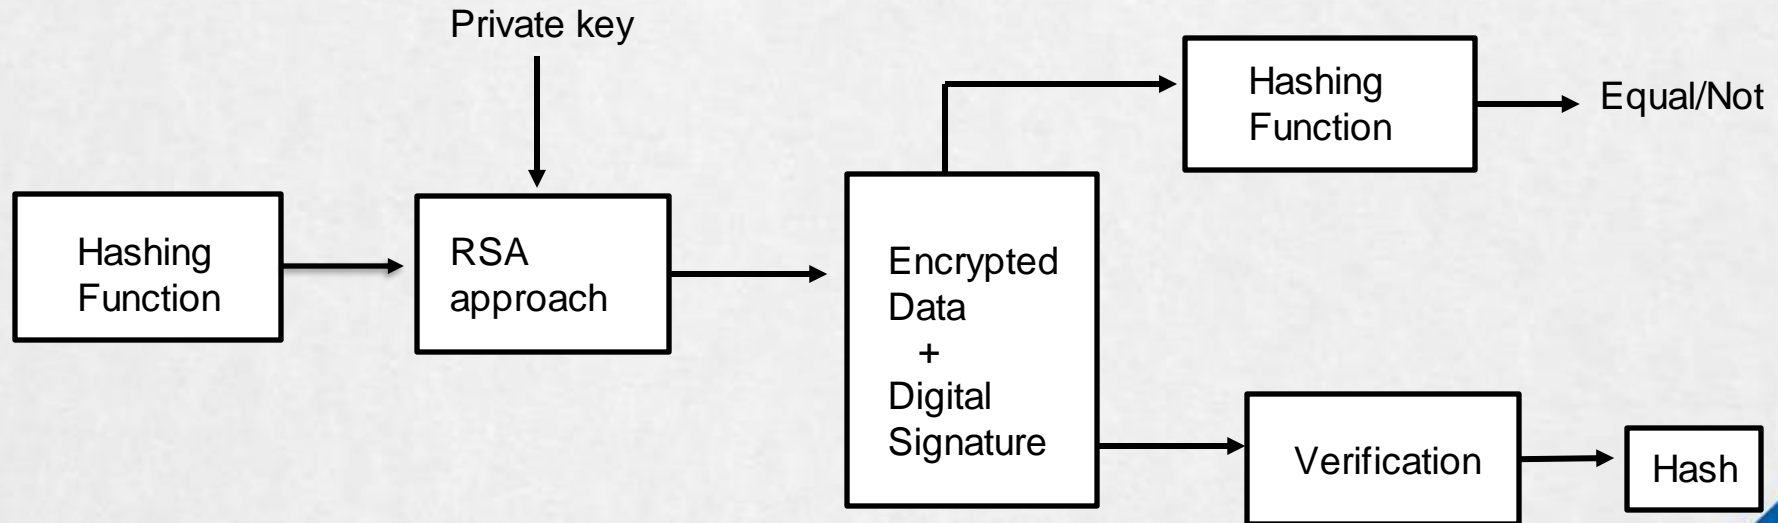 Private key
Hashing
Function
Equal/Not
Hashing
Function
RSA
approach
Encrypted
Data
+
Digital
Signature
Verification
Hash